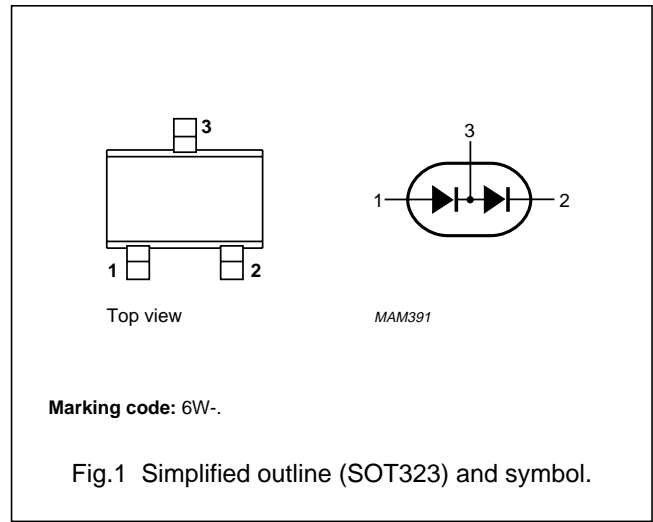 3
1
2
Top view
3
1
2
MAM391
Marking code: 6W-.
Fig.1 Simplified outline (SOT323) and symbol.